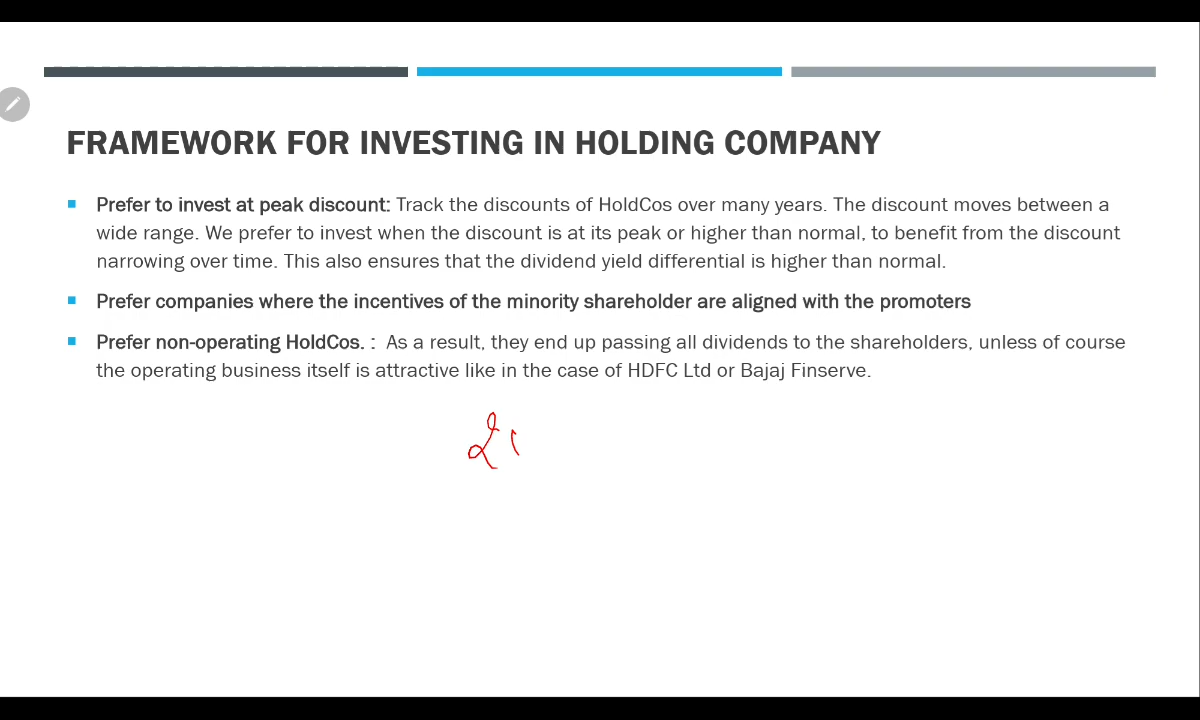 FRAMEWORK FOR INVESTING IN HOLDING COMPANY
Prefer to invest at peak discount: Track the discounts of HoldCos over many years. The discount moves between a
wide range. We prefer to invest when the discount is at its peak or higher than normal, to benefit from the discount
narrowing over time. This also ensures that the dividend yield differential is higher than normal.
Prefer companies where the incentives of the minority shareholder are aligned with the promoters
Prefer non-operating HoldCos. : As a result, they end up passing all dividends to the shareholders, unless of course
the operating business itself is attractive like in the case of HDFC Ltd or Bajaj Finserve.